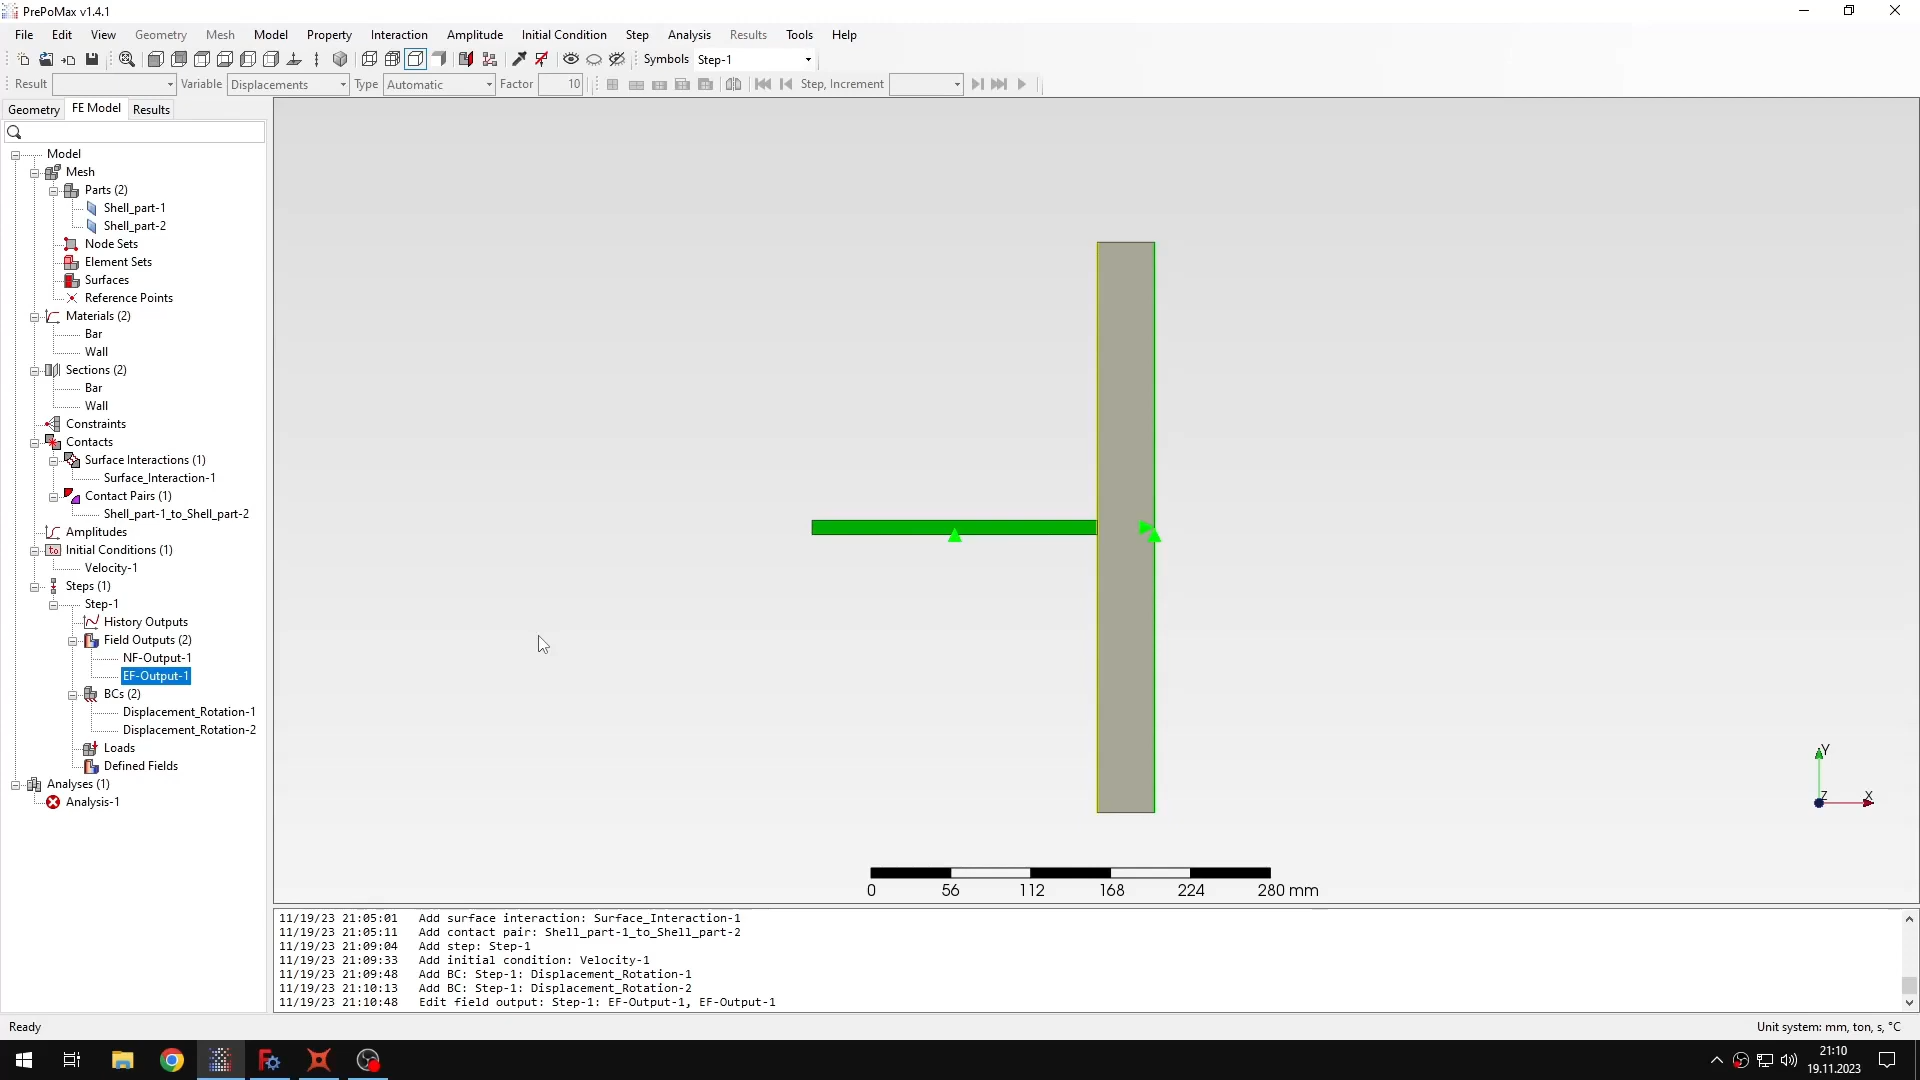 PrePoMax v1.4.1
File Edit View Geometry Mesh Model Property Interaction Amplitude Initial Condition Step Analysis Results Tools Help
Symbols Step-1
Result Variable Displacements Type Automatic Factor 10 Step, Increment
Geometry FE Model Results
Model
Mesh
Parts (2)
Shell_part-1
Shell_part-2
Node Sets
Element Sets
Surfaces
Reference Points
Materials (2)
Bar
Wall
Sections (2)
Bar
Wall
Constraints
Contacts
Surface Interactions (1)
Surface_Interaction-1
Contact Pairs (1)
Shell_part-1_to_Shell_part-2
Amplitudes
Initial Conditions (1)
Velocity-1
Steps (1)
Step-1
History Outputs
Field Outputs (2)
NF-Output-1
EF-Output-1
BCs (2)
Displacement_Rotation-1
Displacement_Rotation-2
Loads
Defined Fields
Analyses (1)
Analysis-1
Y
Z X
0 56 112 168 224 280 mm
11/19/23 21:05:01 Add surface interaction: Surface_Interaction-1
11/19/23 21:05:11 Add contact pair: Shell_part-1_to_Shell_part-2
11/19/23 21:09:04 Add step: Step-1
11/19/23 21:09:33 Add initial condition: Velocity-1
11/19/23 21:09:48 Add BC: Step-1: Displacement_Rotation-1
11/19/23 21:10:13 Add BC: Step-1: Displacement_Rotation-2
11/19/23 21:10:48 Edit field output: Step-1: EF-Output-1, EF-Output-1
Ready
Unit system: mm, ton, s, °C
21:10
19.11.2023